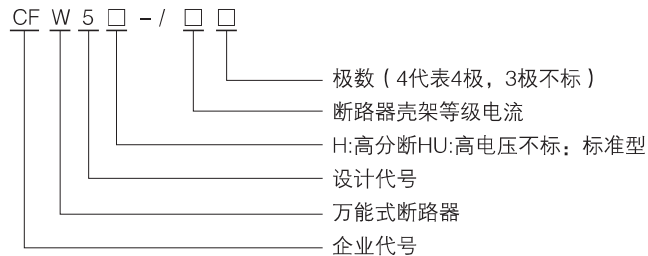 CF W 5 □ - / □ □
极数（4代表4极，3极不标）
断路器壳架等级电流
H:高分断HU:高电压不标：标准型
设计代号
万能式断路器
企业代号